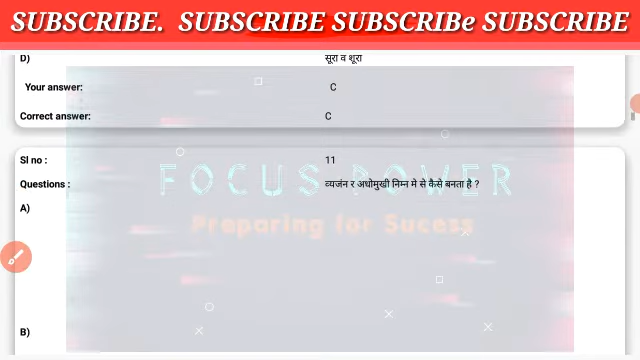 SUBSCRIBE. SUBSCRIBE SUBSCRIBe SUBSCRIBE
D) सूरा व शूरा
Your answer: C
Correct answer: C
Sl no : 11
Questions : व्यजंन र अधोमुखी निम्न मे से कैसे बनता है ?
FOCUS POWER
A)
Preparing for Sucess
B)